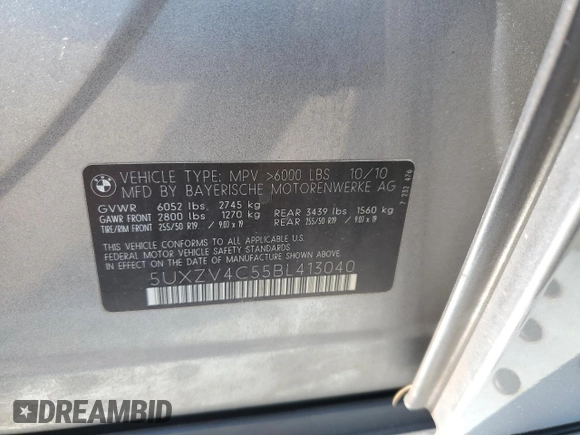 VEHICLE TYPE: MPV >6000 LBS 10/10
MFD BY BAYERISCHE MOTORENWERKE AG
GVWR 6052 lbs 2745 kg
GAWR FRONT 2800 lbs 1270 kg REAR 3439 lbs 1560 kg
TIRE/RIM FRONT 255/50 R19 / 9.0J x 19 REAR 255/50 R19 / 9.0J x 19
THIS VEHICLE CONFORMS TO ALL APPLICABLE
FEDERAL MOTOR VEHICLE SAFETY STANDARDS
IN EFFECT ON THE DATE OF MANUFACTURE SHOWN ABOVE.
5UXZV4C55BL413040
7 232 676
DREAMBID